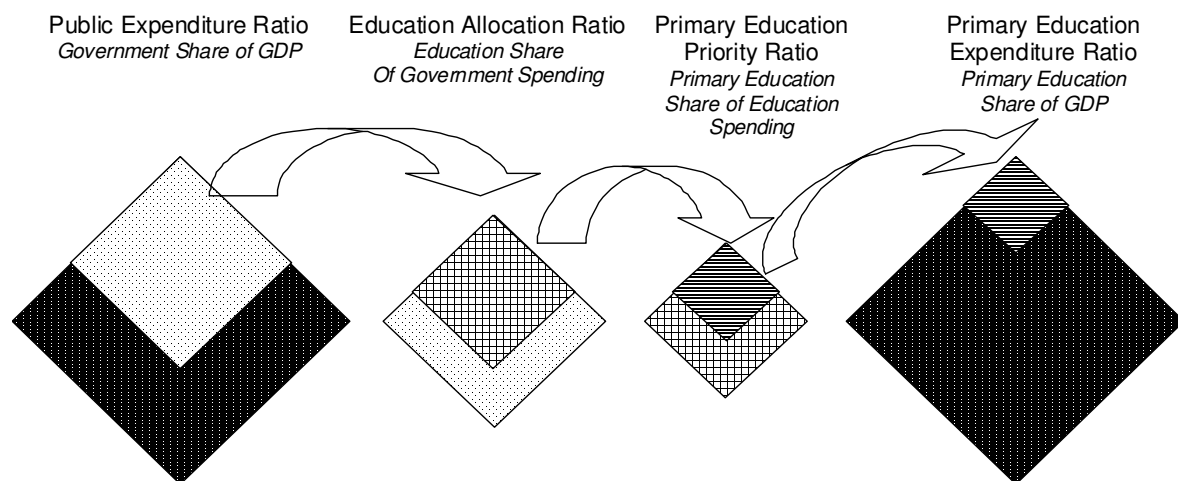 Public Expenditure Ratio
Government Share of GDP
Education Allocation Ratio
Education Share
Of Government Spending
Primary Education
Priority Ratio
Primary Education
Share of Education
Spending
Primary Education
Expenditure Ratio
Primary Education
Share of GDP